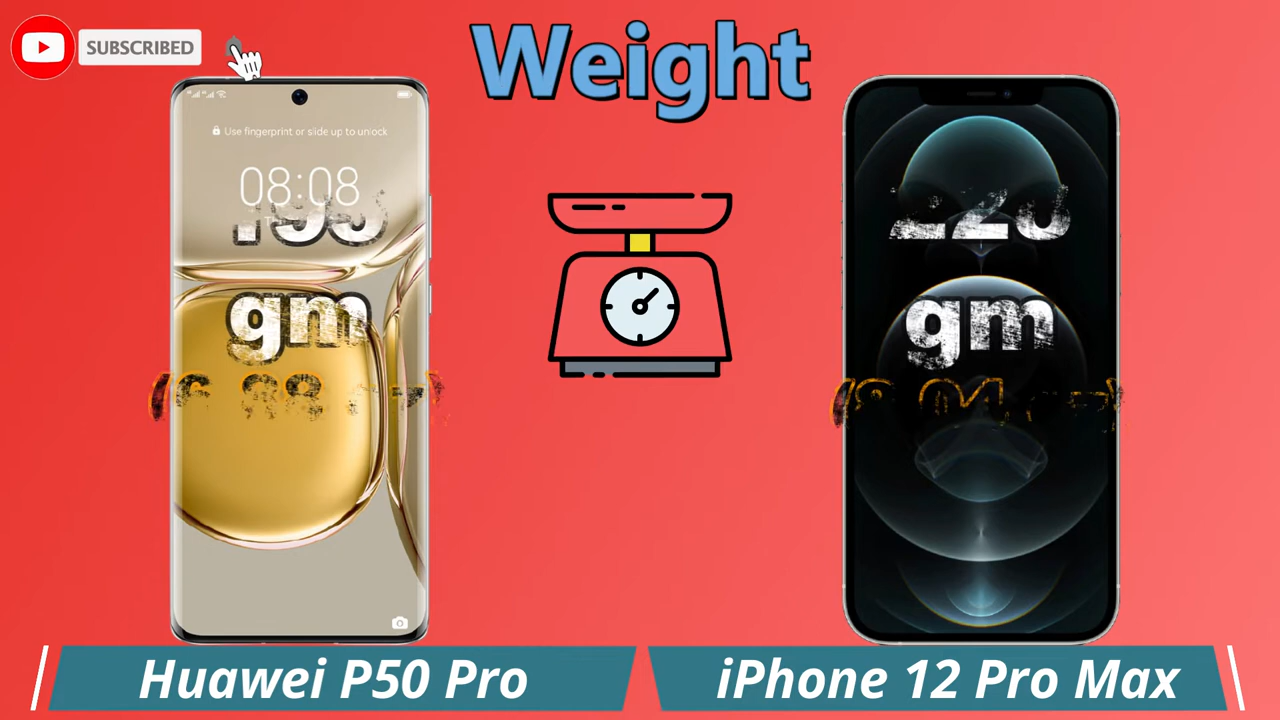 SUBSCRIBED
Weight
Use fingerprint or slide up to unlock
08:08
gm
gm
Huawei P50 Pro
iPhone 12 Pro Max